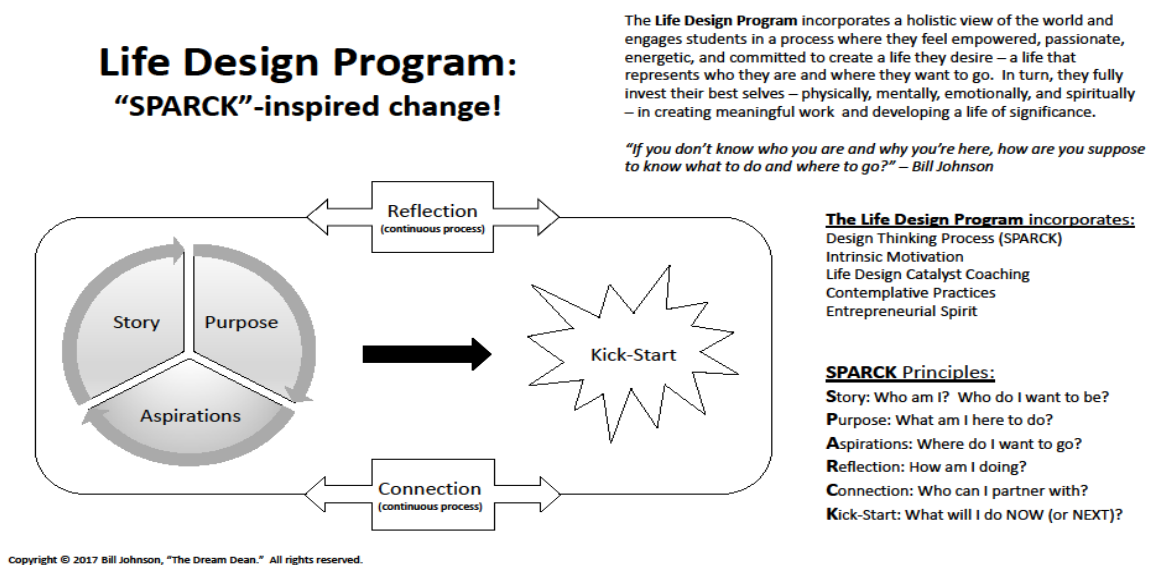 Life Design Program:
“SPARCK”-inspired change!
The Life Design Program incorporates a holistic view of the world and
engages students in a process where they feel empowered, passionate,
energetic, and committed to create a life they desire – a life that
represents who they are and where they want to go.  In turn, they fully
invest their best selves – physically, mentally, emotionally, and spiritually
– in creating meaningful work  and developing a life of significance.
“If you don’t know who you are and why you’re here, how are you suppose
to know what to do and where to go?” – Bill Johnson
Reflection
(continuous process)
Story
Purpose
Aspirations
Kick-Start
Connection
(continuous process)
The Life Design Program incorporates:
Design Thinking Process (SPARCK)
Intrinsic Motivation
Life Design Catalyst Coaching
Contemplative Practices
Entrepreneurial Spirit
SPARCK Principles:
Story: Who am I?  Who do I want to be?
Purpose: What am I here to do?
Aspirations: Where do I want to go?
Reflection: How am I doing?
Connection: Who can I partner with?
Kick-Start: What will I do NOW (or NEXT)?
Copyright © 2017 Bill Johnson, “The Dream Dean.”  All rights reserved.